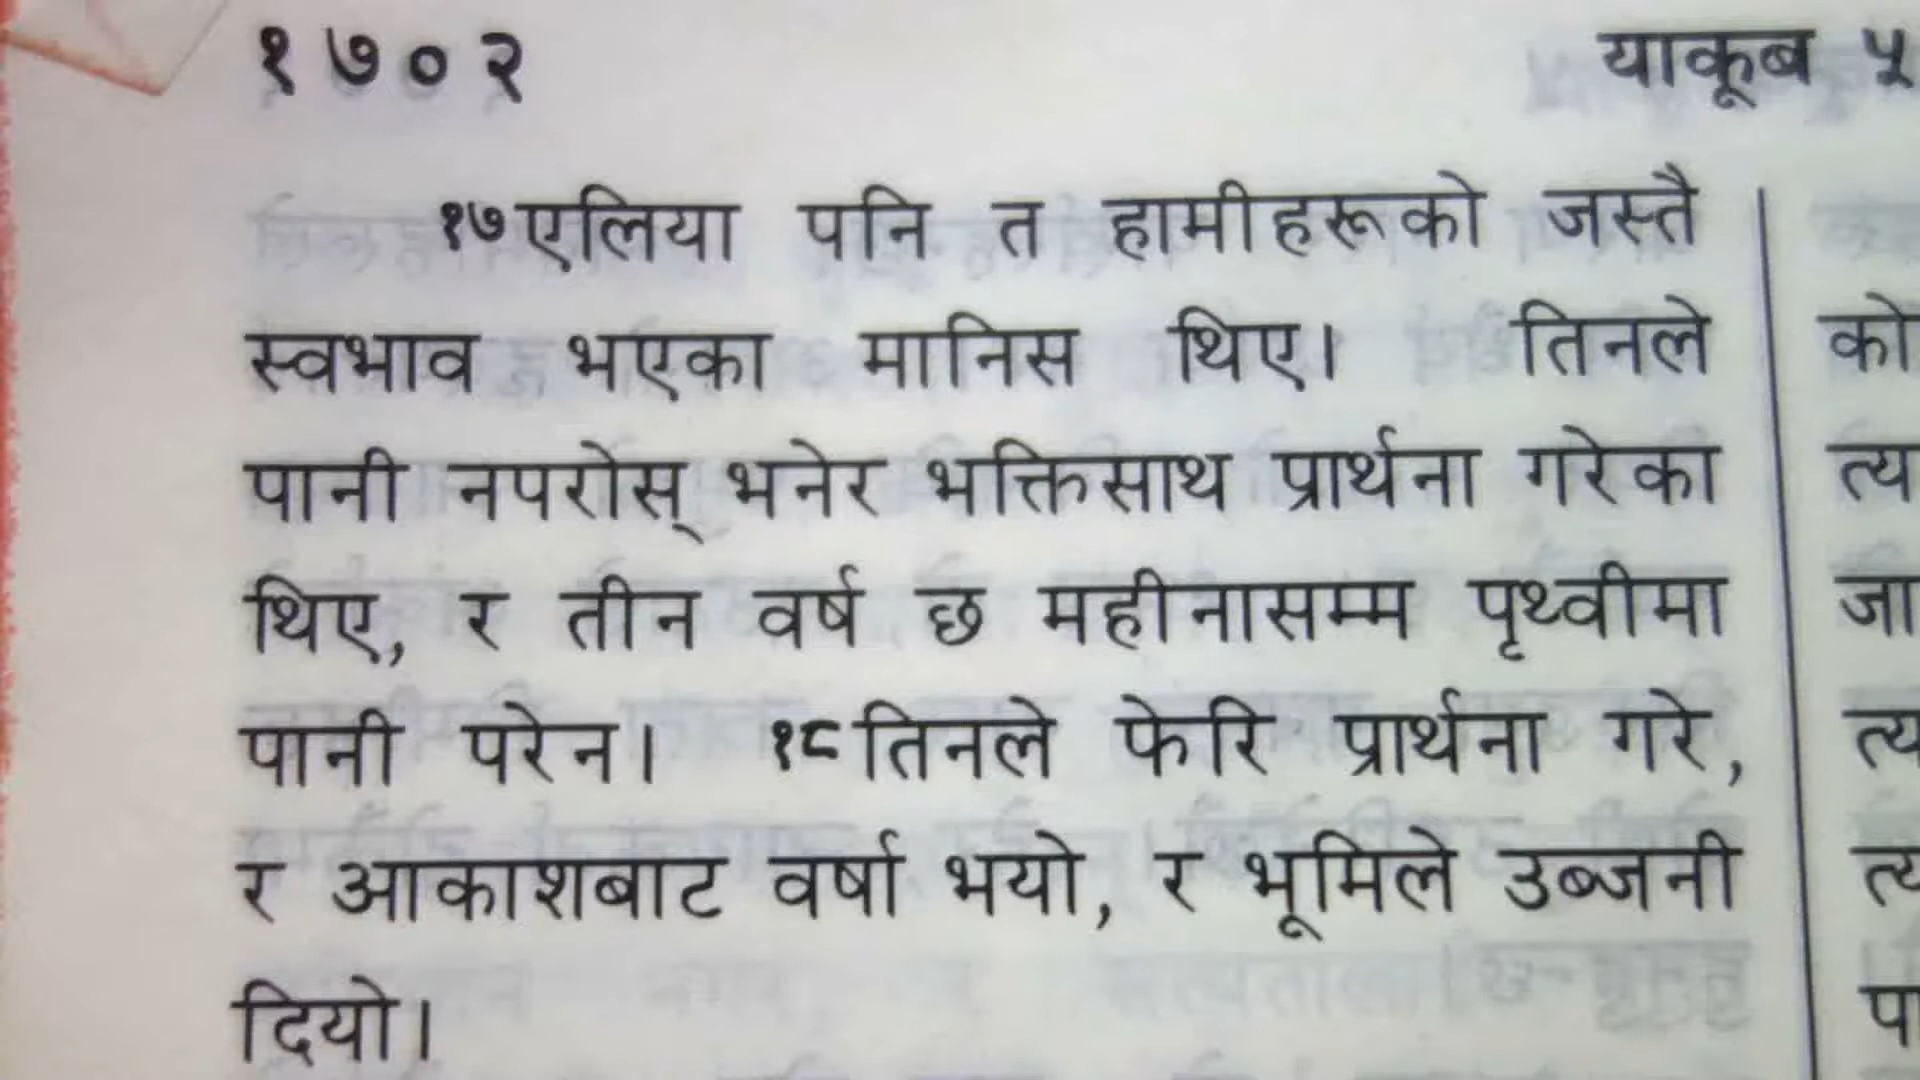 १७०२
याकूब ५
१७एलिया पनि त हामीहरूको जस्तै
स्वभाव भएका मानिस थिए। तिनले
पानी नपरोस् भनेर भक्तिसाथ प्रार्थना गरेका
थिए, र तीन वर्ष छ महीनासम्म पृथ्वीमा
पानी परेन। १८तिनले फेरि प्रार्थना गरे,
र आकाशबाट वर्षा भयो, र भूमिले उब्जनी
दियो।